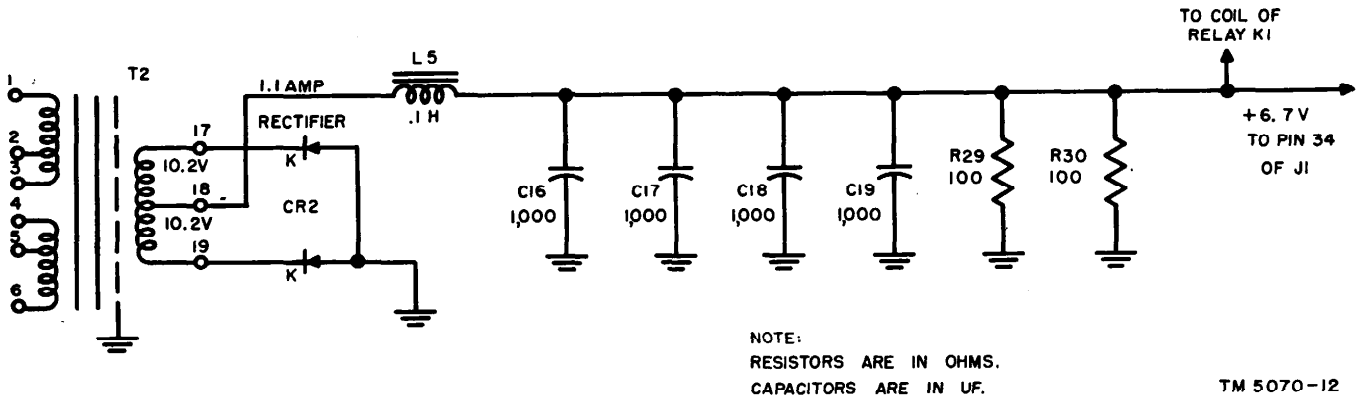 TO COIL OF
RELAY K1
T2
L5
1.1 AMP
.1 H
1
2
3
4
5
6
17
10.2V
18
10.2V
19
RECTIFIER
K
CR2
K
C16
1,000
C17
1,000
C18
1,000
C19
1,000
R29
100
R30
100
+6.7V
TO PIN 34
OF J1
NOTE:
RESISTORS ARE IN OHMS.
CAPACITORS ARE IN UF.
TM 5070-12